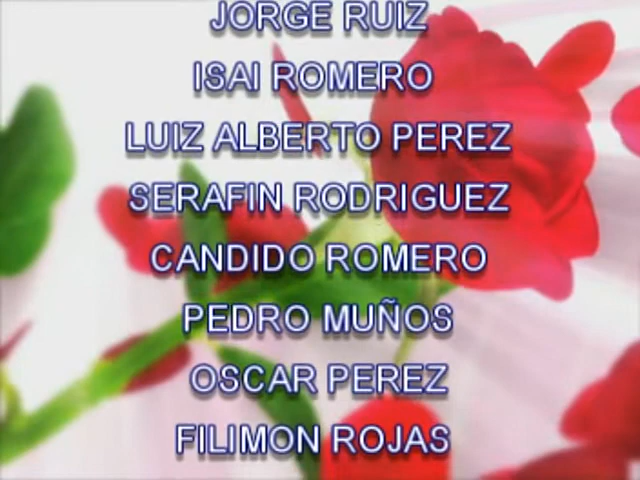 JORGE RUIZ
ISAI ROMERO
LUIZ ALBERTO PEREZ
SERAFIN RODRIGUEZ
CANDIDO ROMERO
PEDRO MUÑOS
OSCAR PEREZ
FILIMON ROJAS